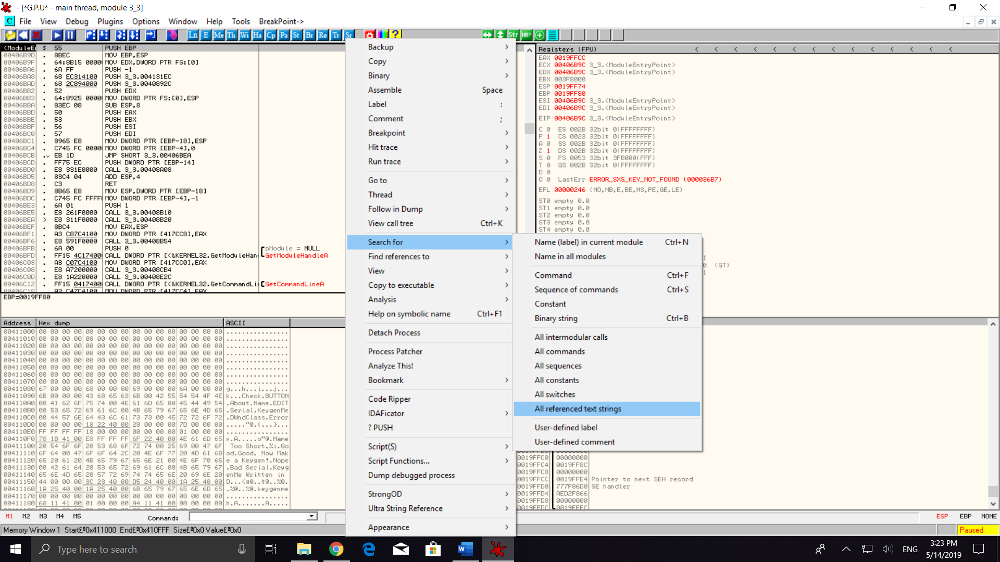 - [*G.P.U* - main thread, module 3_3]
C File View Debug Plugins Options Window Help Tools BreakPoint->
Ln E Me Th Wi Ha Cp Pa St Br Re Tr Sr ? Str HBP
$ 55 PUSH EBP
00406B9D . 8BEC MOV EBP,ESP
00406B9F . 64:8B15 0000 MOV EDX,DWORD PTR FS:[0]
00406BA6 . 6A FF PUSH -1
00406BA8 . 68 EC314100 PUSH 3_3.004131EC
00406BAD . 68 2C894000 PUSH 3_3.0040892C
00406BB2 . 52 PUSH EDX
00406BB3 . 64:8925 0000 MOV DWORD PTR FS:[0],ESP
00406BBA . 83EC 08 SUB ESP,8
00406BBD . 50 PUSH EAX
00406BBE . 53 PUSH EBX
00406BBF . 56 PUSH ESI
00406BC0 . 57 PUSH EDI
00406BC1 . 8965 E8 MOV DWORD PTR [EBP-18],ESP
00406BC4 . C745 FC 0000 MOV DWORD PTR [EBP-4],0
00406BCB . EB 1D JMP SHORT 3_3.00406BEA
00406BCD . FF75 EC PUSH DWORD PTR [EBP-14]
00406BD0 . E8 331E0000 CALL 3_3.00408A08
00406BD5 . 83C4 04 ADD ESP,4
00406BD8 . C3 RET
00406BD9 . 8B65 E8 MOV ESP,DWORD PTR [EBP-18]
00406BDC . C745 FC FFFF MOV DWORD PTR [EBP-4],-1
00406BE3 . 6A 01 PUSH 1
00406BE5 . E8 261F0000 CALL 3_3.00408B10
00406BEA > E8 311F0000 CALL 3_3.00408B20
00406BEF . 8BC4 MOV EAX,ESP
00406BF1 . A3 C87C4100 MOV DWORD PTR [417CC8],EAX
00406BF6 . E8 591F0000 CALL 3_3.00408B54
00406BFB . 6A 00 PUSH 0 pModule = NULL
00406BFD . FF15 4C174000 CALL DWORD PTR [<&KERNEL32.GetModuleHan GetModuleHandleA
00406C03 . A3 C07C4100 MOV DWORD PTR [417CC0],EAX
00406C08 . E8 A7200000 CALL 3_3.00408CB4
00406C0D . E8 1A220000 CALL 3_3.00408E2C
00406C12 . FF15 04174000 CALL DWORD PTR [<&KERNEL32.GetCommandLi GetCommandLineA
00406C18 . A3 C47C4100 MOV DWORD PTR [417CC4],EAX
EBP=0019FF80
Address Hex dump ASCII
00411000 00 00 00 00 00 00 00 00 00 00 00 00 00 00 00 00 ................
00411010 00 00 00 00 00 00 00 00 00 00 00 00 00 00 00 00 ................
00411020 00 00 00 00 00 00 00 00 00 00 00 00 00 00 00 00 ................
00411030 00 00 00 00 00 00 00 00 00 00 00 00 00 00 00 00 ................
00411040 00 00 00 00 00 00 00 00 00 00 00 00 00 00 00 00 ................
00411050 00 00 00 00 00 00 00 00 00 00 00 00 00 00 00 00 ................
00411060 00 00 00 00 00 00 00 00 00 00 00 00 00 00 00 00 ................
00411070 00 00 00 00 00 00 00 00 00 00 00 00 00 00 00 00 ................
00411080 67 00 00 00 68 00 00 00 69 00 00 00 6A 00 00 00 g...h...i...j...
00411090 6B 00 00 00 43 68 65 63 6B 00 42 55 54 54 4F 4E k...Check.BUTTON
004110A0 00 41 62 6F 75 74 00 4E 61 6D 65 00 45 44 49 54 .About.Name.EDIT
004110B0 00 53 65 72 69 61 6C 00 4B 65 79 67 65 6E 4D 65 .Serial.KeygenMe
004110C0 00 44 57 6E 64 43 6C 61 73 73 00 45 72 72 6F 72 .DWndClass.Error
004110D0 00 00 00 00 18 22 40 00 28 00 00 00 7D 00 00 00 ....."@.(...}...
004110E0 FF FF FF FF 18 00 00 00 00 00 00 00 01 00 00 00
004110F0 78 1B 41 00 E8 FF FF FF 6F 22 40 00 4E 61 6D 65 x.A.....o"@.Name
00411100 20 54 6F 6F 20 53 68 6F 72 74 00 25 69 00 47 6F Too Short.%i.Go
00411110 6F 64 00 47 6F 6F 64 2C 20 4E 6F 77 20 4D 61 6B od.Good, Now Mak
00411120 65 20 61 20 4B 65 79 67 65 6E 21 00 4E 6F 70 65 e a Keygen!.Nope
00411130 00 42 61 64 20 53 65 72 69 61 6C 00 4B 65 79 67 .Bad Serial.Keyg
00411140 65 6E 4D 65 20 57 72 69 74 74 65 6E 20 69 6E 20 enMe Written in
00411150 44 00 00 00 3C 23 40 00 D5 24 40 00 1A 25 40 00 D...<#@..$@..%@.
00411160 1A 25 40 00 1A 25 40 00 6B 65 79 67 65 6E 6D 65 .%@..%@.keygenme
00411170 00 00 00 00 00 00 00 00 00 00 00 00 08 00 00 00 ................
00411180 68 11 41 00 01 00 00 00 A4 11 41 00 00 00 00 00 h.A.......A.....
Backup
Copy
Binary
Assemble Space
Label :
Comment ;
Breakpoint
Hit trace
Run trace
Go to
Thread
Follow in Dump
View call tree Ctrl+K
Search for
Find references to
View
Copy to executable
Analysis
Help on symbolic name Ctrl+F1
Detach Process
Process Patcher
Analyze This!
Bookmark
Code Ripper
IDAFicator
? PUSH
Script(S)
Script Functions...
Dump debugged process
StrongOD
Ultra String Reference
Appearance
Name (label) in current module Ctrl+N
Name in all modules
Command Ctrl+F
Sequence of commands Ctrl+S
Constant
Binary string Ctrl+B
All intermodular calls
All commands
All sequences
All constants
All switches
All referenced text strings
User-defined label
User-defined comment
Registers (FPU) < < < < < < < < < < < < < <
EAX 0019FFCC
ECX 00406B9C 3_3.<ModuleEntryPoint>
EDX 00406B9C 3_3.<ModuleEntryPoint>
EBX 003F8000
ESP 0019FF74
EBP 0019FF80
ESI 00406B9C 3_3.<ModuleEntryPoint>
EDI 00406B9C 3_3.<ModuleEntryPoint>
EIP 00406B9C 3_3.<ModuleEntryPoint>
C 0 ES 002B 32bit 0(FFFFFFFF)
P 1 CS 0023 32bit 0(FFFFFFFF)
A 0 SS 002B 32bit 0(FFFFFFFF)
Z 1 DS 002B 32bit 0(FFFFFFFF)
S 0 FS 0053 32bit 3FB000(FFF)
T 0 GS 002B 32bit 0(FFFFFFFF)
D 0
O 0 LastErr ERROR_SXS_KEY_NOT_FOUND (000036B7)
EFL 00000246 (NO,NB,E,BE,NS,PE,GE,LE)
ST0 empty 0.0
ST1 empty 0.0
ST2 empty 0.0
ST3 empty 0.0
ST4 empty 0.0
(GT)
0019FFC0 00000000
0019FFC4 0019FF8C
0019FFC8 00000000
0019FFCC 0019FFE4 Pointer to next SEH record
0019FFD0 777F86D0 SE handler
0019FFD4 AED2F866
0019FFD8 00000000
0019FFDC 0019FFEC
M1 M2 M3 M4 M5 Command: ESP EBP NONE
Memory Window 1 Start£º0x411000 End£º0x410FFF Size£º0x0 Value£º0x0 Paused
Type here to search
ENG 3:23 PM
5/14/2019